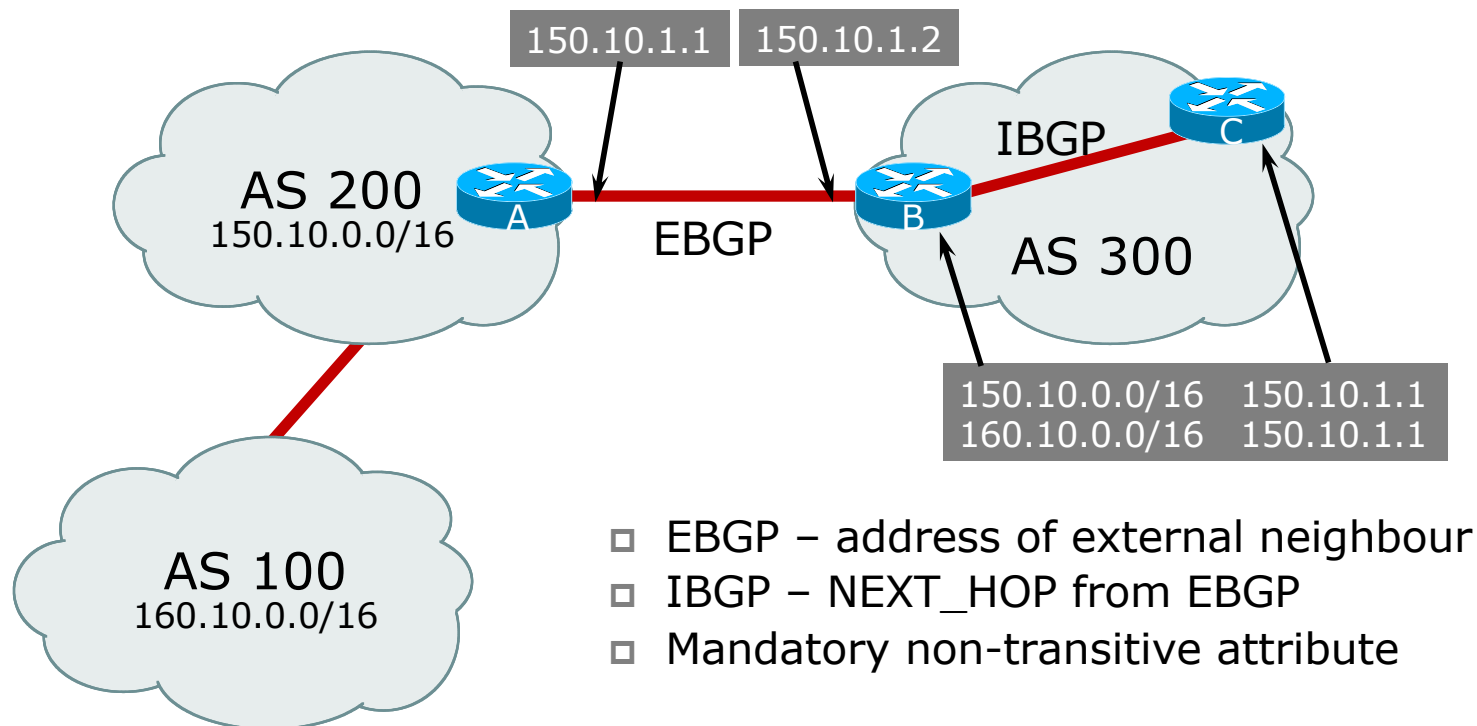 150.10.1.1
150.10.1.2
AS 200
150.10.0.0/16
A
EBGP
B
IBGP
C
AS 300
150.10.0.0/16 150.10.1.1
160.10.0.0/16 150.10.1.1
AS 100
160.10.0.0/16
EBGP – address of external neighbour
IBGP – NEXT_HOP from EBGP
Mandatory non-transitive attribute